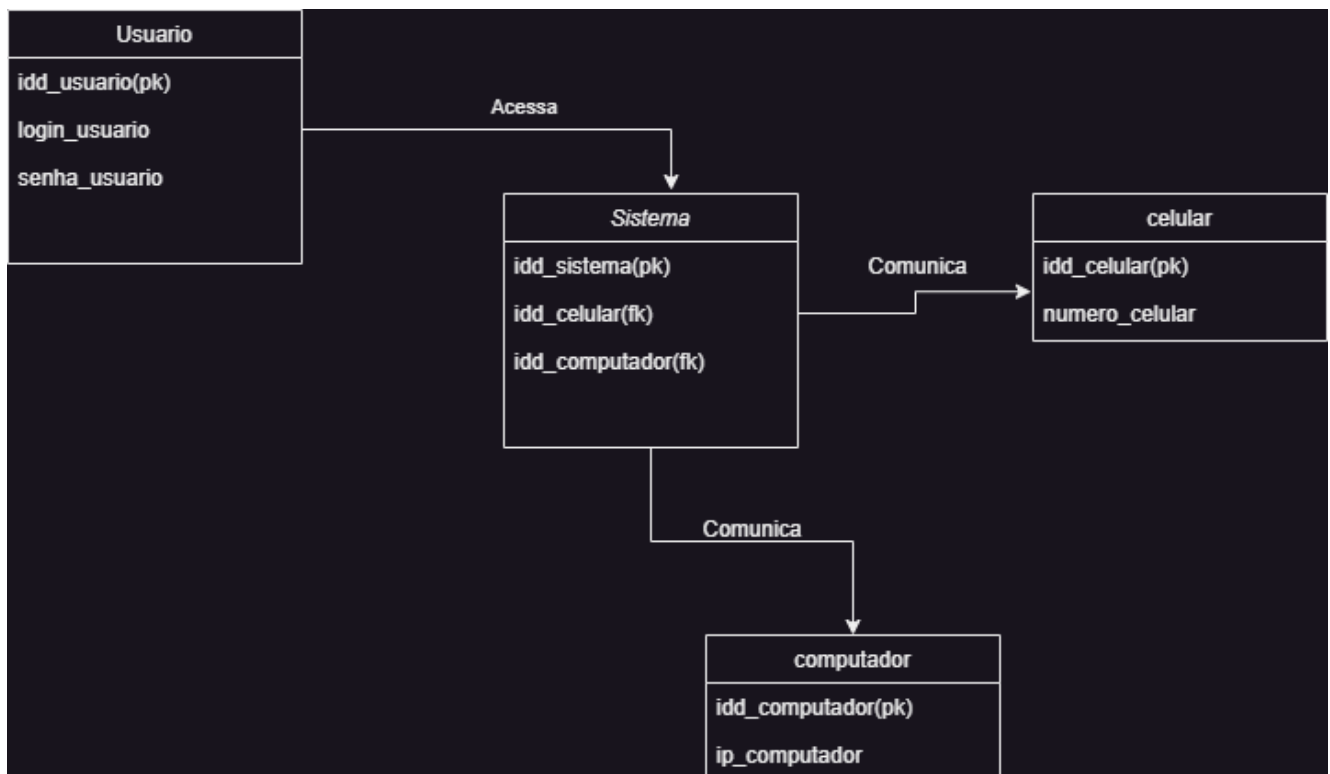 Usuario
idd_usuario(pk)
login_usuario
senha_usuario
Acessa
Sistema
idd_sistema(pk)
idd_celular(fk)
idd_computador(fk)
Comunica
celular
idd_celular(pk)
numero_celular
Comunica
computador
idd_computador(pk)
ip_computador